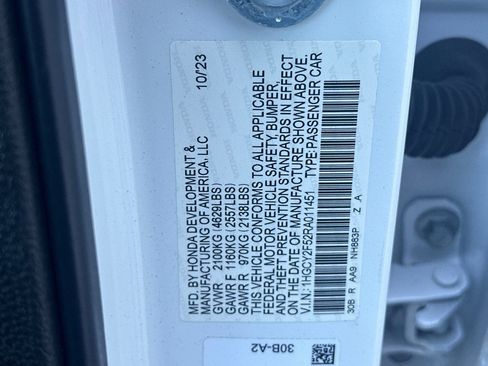 MFD. BY HONDA DEVELOPMENT & 10/23
MANUFACTURING OF AMERICA, LLC
GVWR 2100KG (4629LBS)
GAWR F 1160KG (2557LBS)
GAWR R 970KG (2138LBS)
THIS VEHICLE CONFORMS TO ALL APPLICABLE
FEDERAL MOTOR VEHICLE SAFETY, BUMPER,
AND THEFT PREVENTION STANDARDS IN EFFECT
ON THE DATE OF MANUFACTURE SHOWN ABOVE.
V.I.N.: 1HGCY2F52RA011451 TYPE:PASSENGER CAR
30B R AA9 NH883P Z A
30B-A2